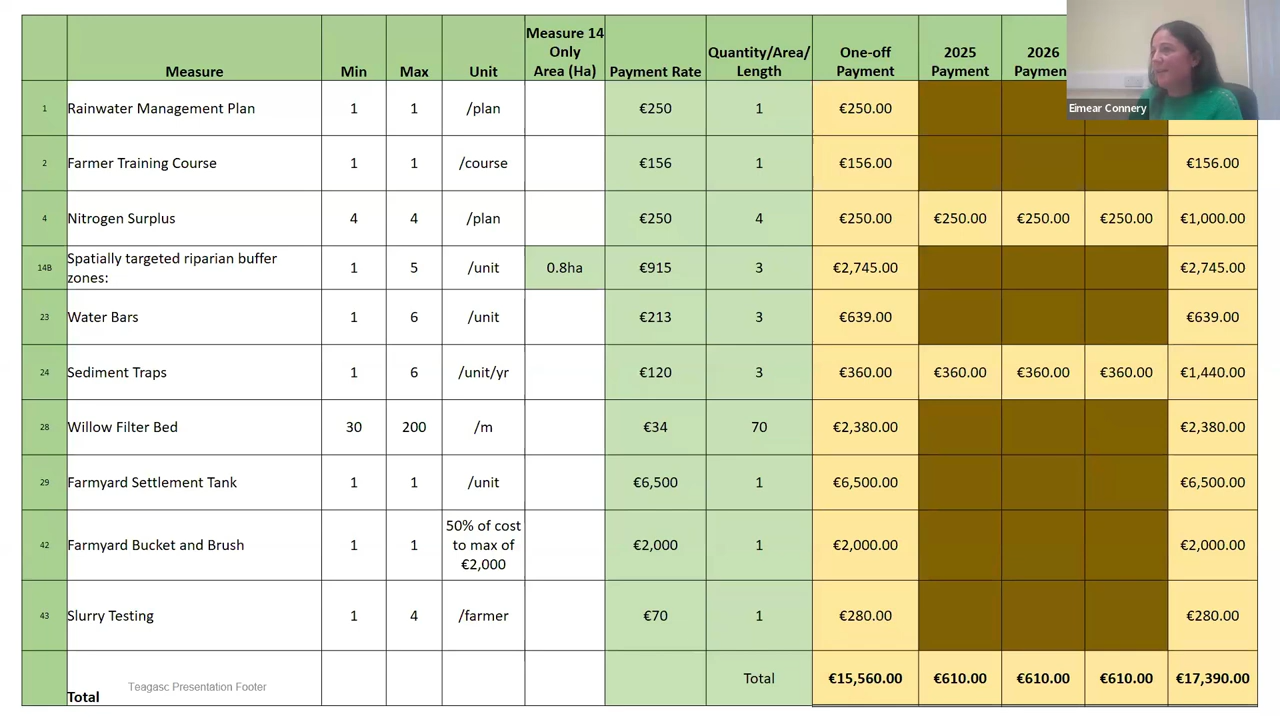 Measure Min Max Unit Measure 14 Only Area (Ha) Payment Rate Quantity/Area/ Length One-off Payment 2025 Payment 2026
1 Rainwater Management Plan 1 1 /plan €250 1 €250.00
Eimear Connery
2 Farmer Training Course 1 1 /course €156 1 €156.00 €156.00
4 Nitrogen Surplus 4 4 /plan €250 4 €250.00 €250.00 €250.00 €250.00 €1,000.00
14B Spatially targeted riparian buffer zones: 1 5 /unit 0.8ha €915 3 €2,745.00 €2,745.00
23 Water Bars 1 6 /unit €213 3 €639.00 €639.00
24 Sediment Traps 1 6 /unit/yr €120 3 €360.00 €360.00 €360.00 €360.00 €1,440.00
28 Willow Filter Bed 30 200 /m €34 70 €2,380.00 €2,380.00
29 Farmyard Settlement Tank 1 1 /unit €6,500 1 €6,500.00 €6,500.00
42 Farmyard Bucket and Brush 1 1 50% of cost to max of €2,000 €2,000 1 €2,000.00 €2,000.00
43 Slurry Testing 1 4 /farmer €70 1 €280.00 €280.00
Total Teagasc Presentation Footer Total €15,560.00 €610.00 €610.00 €610.00 €17,390.00